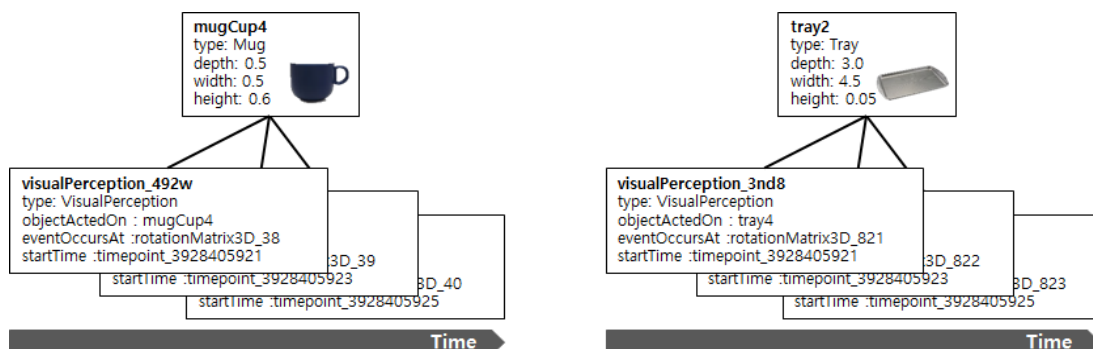 mugCup4
type: Mug
depth: 0.5
width: 0.5
height: 0.6
visualPerception_492w
type: VisualPerception
objectActedOn : mugCup4
eventOccursAt :rotationMatrix3D_38
startTime :timepoint_3928405921
x3D_39
startTime :timepoint_3928405923
3D_40
startTime :timepoint_3928405925
Time
tray2
type: Tray
depth: 3.0
width: 4.5
height: 0.05
visualPerception_3nd8
type: VisualPerception
objectActedOn : tray4
eventOccursAt :rotationMatrix3D_821
startTime :timepoint_3928405921
x3D_822
startTime :timepoint_3928405923
3D_823
startTime :timepoint_3928405925
Time